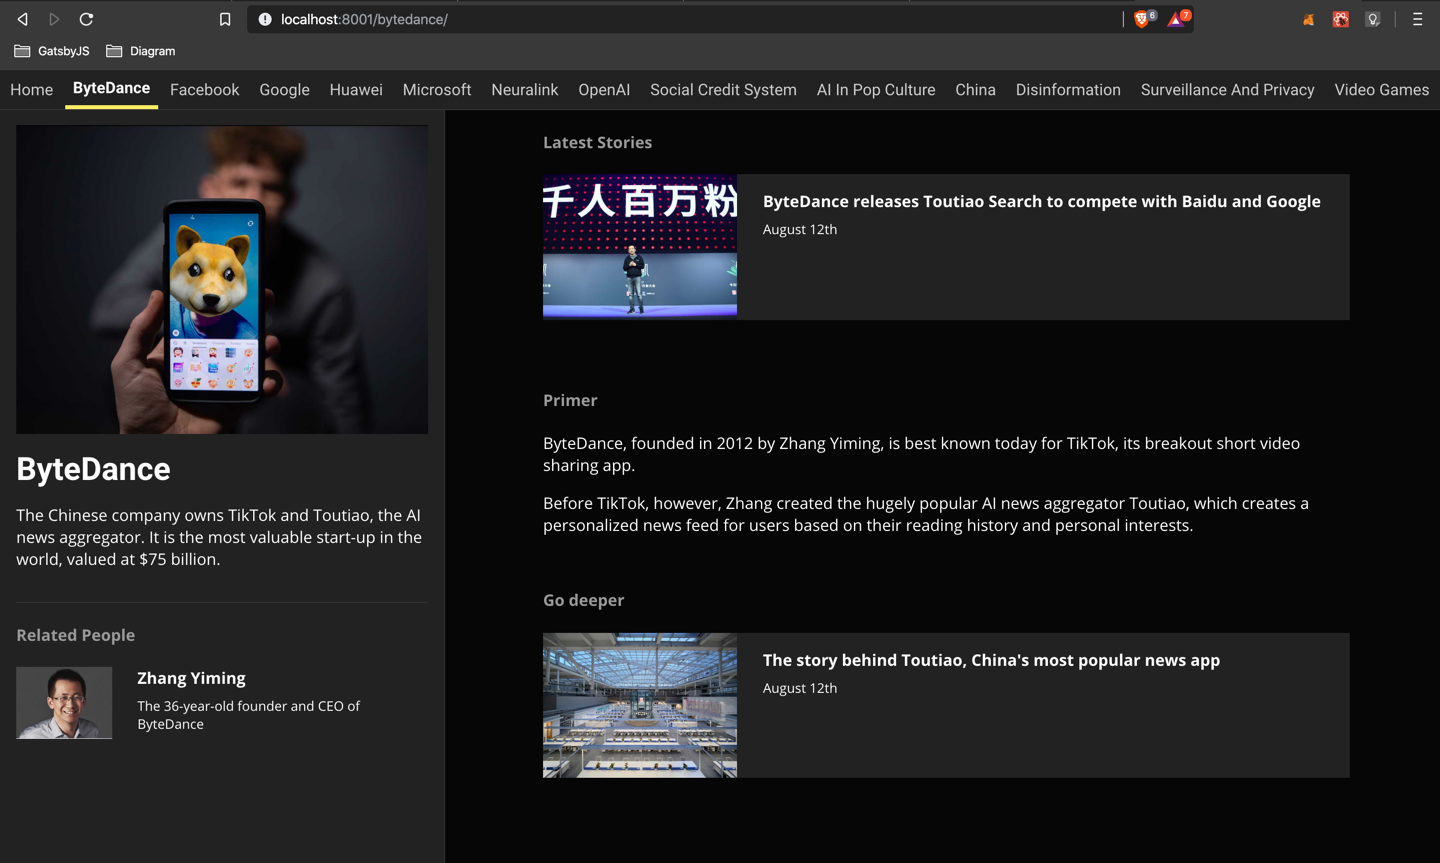 localhost:8001/bytedance/
6
7
GatsbyJS
Diagram
Home
ByteDance
Facebook
Google
Huawei
Microsoft
Neuralink
OpenAI
Social Credit System
AI In Pop Culture
China
Disinformation
Surveillance And Privacy
Video Games
ByteDance
The Chinese company owns TikTok and Toutiao, the AI
news aggregator. It is the most valuable start-up in the
world, valued at $75 billion.
Related People
Zhang Yiming
The 36-year-old founder and CEO of
ByteDance
Latest Stories
千人百万粉
ByteDance releases Toutiao Search to compete with Baidu and Google
August 12th
Primer
ByteDance, founded in 2012 by Zhang Yiming, is best known today for TikTok, its breakout short video
sharing app.
Before TikTok, however, Zhang created the hugely popular AI news aggregator Toutiao, which creates a
personalized news feed for users based on their reading history and personal interests.
Go deeper
The story behind Toutiao, China's most popular news app
August 12th